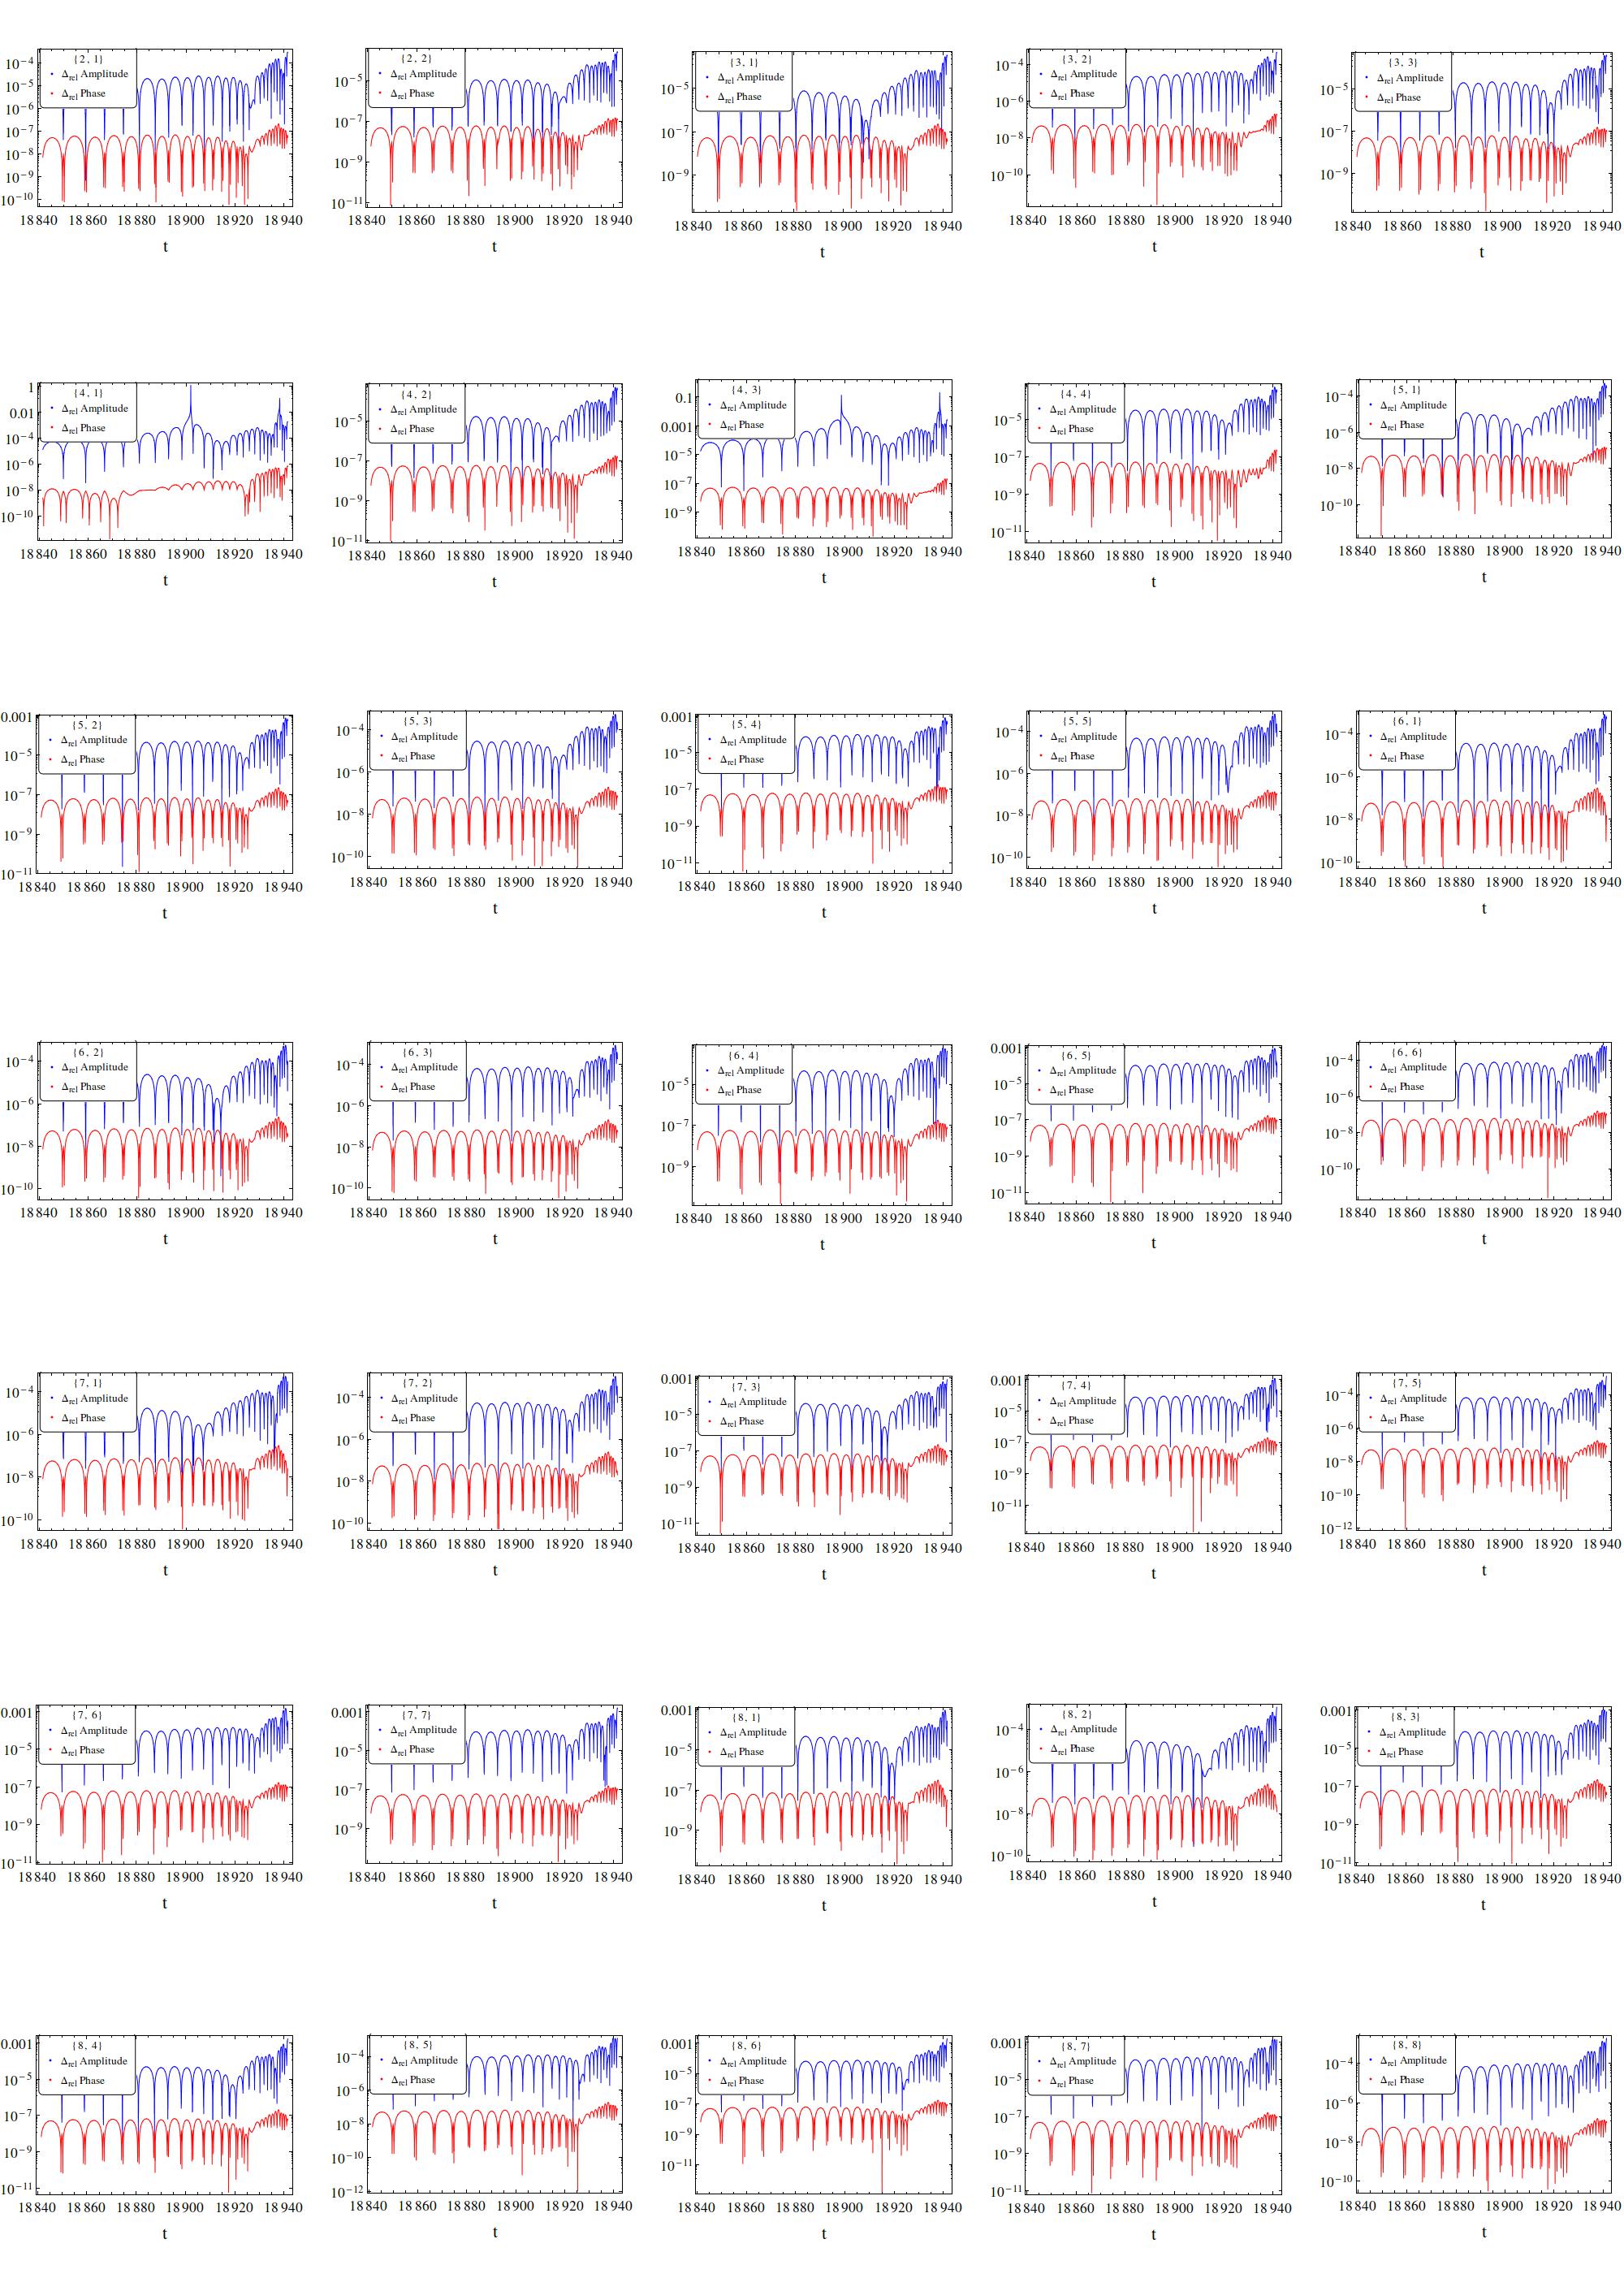 {2, 1}
Δrel Amplitude
Δrel Phase
10−4
10−5
10−6
10−7
10−8
10−9
10−10
18 840 18 860 18 880 18 900 18 920 18 940
t
{2, 2}
Δrel Amplitude
Δrel Phase
10−5
10−7
10−9
10−11
18 840 18 860 18 880 18 900 18 920 18 940
t
{3, 1}
Δrel Amplitude
Δrel Phase
10−5
10−7
10−9
18 840 18 860 18 880 18 900 18 920 18 940
t
{3, 2}
Δrel Amplitude
Δrel Phase
10−4
10−6
10−8
10−10
18 840 18 860 18 880 18 900 18 920 18 940
t
{3, 3}
Δrel Amplitude
Δrel Phase
10−5
10−7
10−9
18 840 18 860 18 880 18 900 18 920 18 940
t
{4, 1}
Δrel Amplitude
Δrel Phase
1
0.01
10−4
10−6
10−8
10−10
18 840 18 860 18 880 18 900 18 920 18 940
t
{4, 2}
Δrel Amplitude
Δrel Phase
10−5
10−7
10−9
10−11
18 840 18 860 18 880 18 900 18 920 18 940
t
{4, 3}
Δrel Amplitude
Δrel Phase
0.1
0.001
10−5
10−7
10−9
18 840 18 860 18 880 18 900 18 920 18 940
t
{4, 4}
Δrel Amplitude
Δrel Phase
10−5
10−7
10−9
10−11
18 840 18 860 18 880 18 900 18 920 18 940
t
{5, 1}
Δrel Amplitude
Δrel Phase
10−4
10−6
10−8
10−10
18 840 18 860 18 880 18 900 18 920 18 940
t
{5, 2}
Δrel Amplitude
Δrel Phase
0.001
10−5
10−7
10−9
10−11
18 840 18 860 18 880 18 900 18 920 18 940
t
{5, 3}
Δrel Amplitude
Δrel Phase
10−4
10−6
10−8
10−10
18 840 18 860 18 880 18 900 18 920 18 940
t
{5, 4}
Δrel Amplitude
Δrel Phase
0.001
10−5
10−7
10−9
10−11
18 840 18 860 18 880 18 900 18 920 18 940
t
{5, 5}
Δrel Amplitude
Δrel Phase
10−4
10−6
10−8
10−10
18 840 18 860 18 880 18 900 18 920 18 940
t
{6, 1}
Δrel Amplitude
Δrel Phase
10−4
10−6
10−8
10−10
18 840 18 860 18 880 18 900 18 920 18 940
t
{6, 2}
Δrel Amplitude
Δrel Phase
10−4
10−6
10−8
10−10
18 840 18 860 18 880 18 900 18 920 18 940
t
{6, 3}
Δrel Amplitude
Δrel Phase
10−4
10−6
10−8
10−10
18 840 18 860 18 880 18 900 18 920 18 940
t
{6, 4}
Δrel Amplitude
Δrel Phase
10−5
10−7
10−9
18 840 18 860 18 880 18 900 18 920 18 940
t
{6, 5}
Δrel Amplitude
Δrel Phase
0.001
10−5
10−7
10−9
10−11
18 840 18 860 18 880 18 900 18 920 18 940
t
{6, 6}
Δrel Amplitude
Δrel Phase
10−4
10−6
10−8
10−10
18 840 18 860 18 880 18 900 18 920 18 940
t
{7, 1}
Δrel Amplitude
Δrel Phase
10−4
10−6
10−8
10−10
18 840 18 860 18 880 18 900 18 920 18 940
t
{7, 2}
Δrel Amplitude
Δrel Phase
10−4
10−6
10−8
10−10
18 840 18 860 18 880 18 900 18 920 18 940
t
{7, 3}
Δrel Amplitude
Δrel Phase
0.001
10−5
10−7
10−9
10−11
18 840 18 860 18 880 18 900 18 920 18 940
t
{7, 4}
Δrel Amplitude
Δrel Phase
0.001
10−5
10−7
10−9
10−11
18 840 18 860 18 880 18 900 18 920 18 940
t
{7, 5}
Δrel Amplitude
Δrel Phase
10−4
10−6
10−8
10−10
10−12
18 840 18 860 18 880 18 900 18 920 18 940
t
{7, 6}
Δrel Amplitude
Δrel Phase
0.001
10−5
10−7
10−9
10−11
18 840 18 860 18 880 18 900 18 920 18 940
t
{7, 7}
Δrel Amplitude
Δrel Phase
0.001
10−5
10−7
10−9
18 840 18 860 18 880 18 900 18 920 18 940
t
{8, 1}
Δrel Amplitude
Δrel Phase
0.001
10−5
10−7
10−9
18 840 18 860 18 880 18 900 18 920 18 940
t
{8, 2}
Δrel Amplitude
Δrel Phase
10−4
10−6
10−8
10−10
18 840 18 860 18 880 18 900 18 920 18 940
t
{8, 3}
Δrel Amplitude
Δrel Phase
0.001
10−5
10−7
10−9
10−11
18 840 18 860 18 880 18 900 18 920 18 940
t
{8, 4}
Δrel Amplitude
Δrel Phase
0.001
10−5
10−7
10−9
10−11
18 840 18 860 18 880 18 900 18 920 18 940
t
{8, 5}
Δrel Amplitude
Δrel Phase
10−4
10−6
10−8
10−10
10−12
18 840 18 860 18 880 18 900 18 920 18 940
t
{8, 6}
Δrel Amplitude
Δrel Phase
0.001
10−5
10−7
10−9
10−11
18 840 18 860 18 880 18 900 18 920 18 940
t
{8, 7}
Δrel Amplitude
Δrel Phase
0.001
10−5
10−7
10−9
10−11
18 840 18 860 18 880 18 900 18 920 18 940
t
{8, 8}
Δrel Amplitude
Δrel Phase
10−4
10−6
10−8
10−10
18 840 18 860 18 880 18 900 18 920 18 940
t